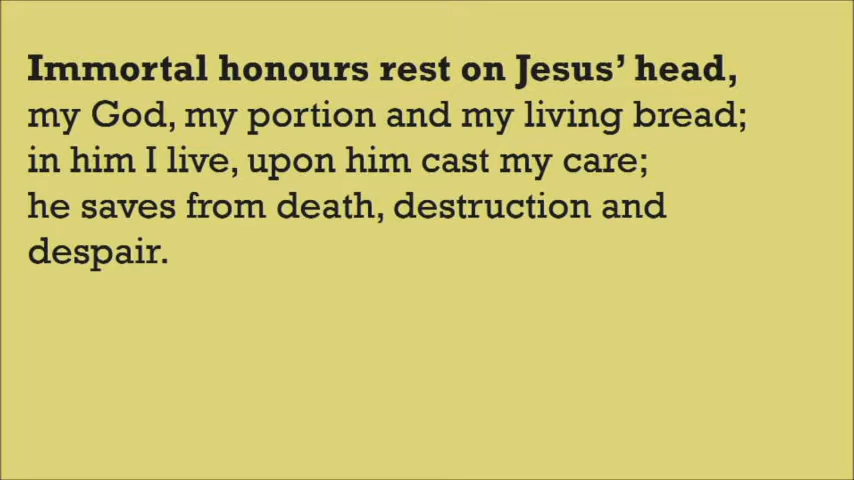 Immortal honours rest on Jesus’ head,
my God, my portion and my living bread;
in him I live, upon him cast my care;
he saves from death, destruction and
despair.